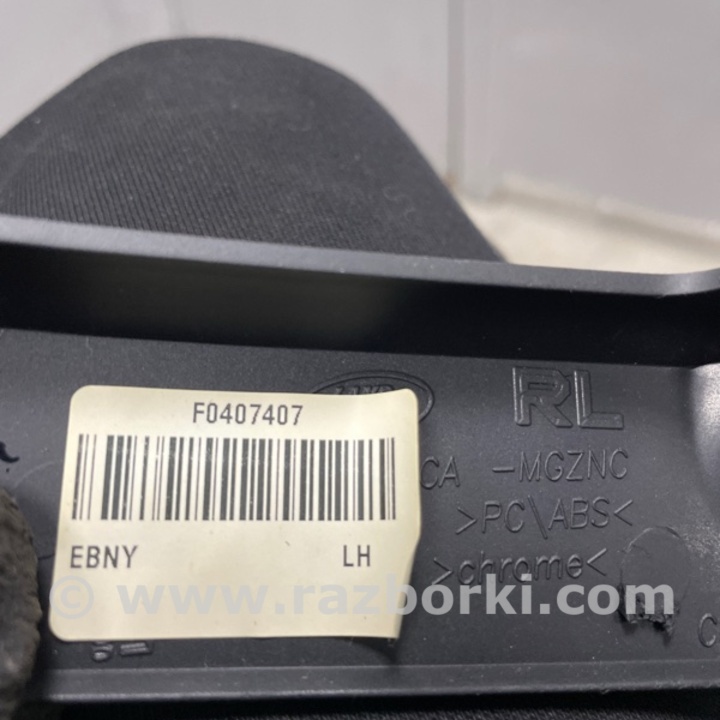 F0407407
RL
CA -MGZNC
>PC\ABS<
EBNY LH
>chrome<
© www.razborki.com
C